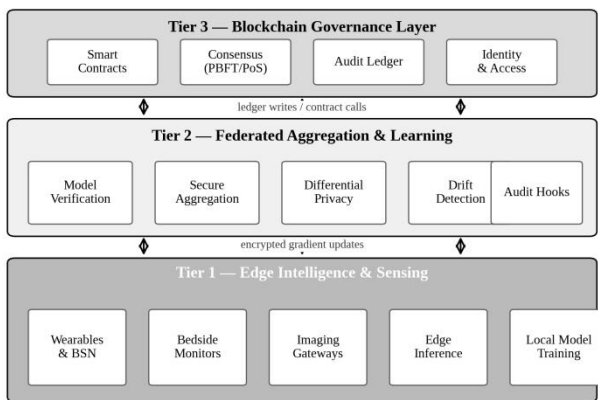 Tier 3 — Blockchain Governance Layer
Smart
Contracts
Consensus
(PBFT/PoS)
Audit Ledger
Identity
& Access
ledger writes / contract calls
Tier 2 — Federated Aggregation & Learning
Model
Verification
Secure
Aggregation
Differential
Privacy
Drift
Detection
Audit Hooks
encrypted gradient updates
Tier 1 — Edge Intelligence & Sensing
Wearables
& BSN
Bedside
Monitors
Imaging
Gateways
Edge
Inference
Local Model
Training